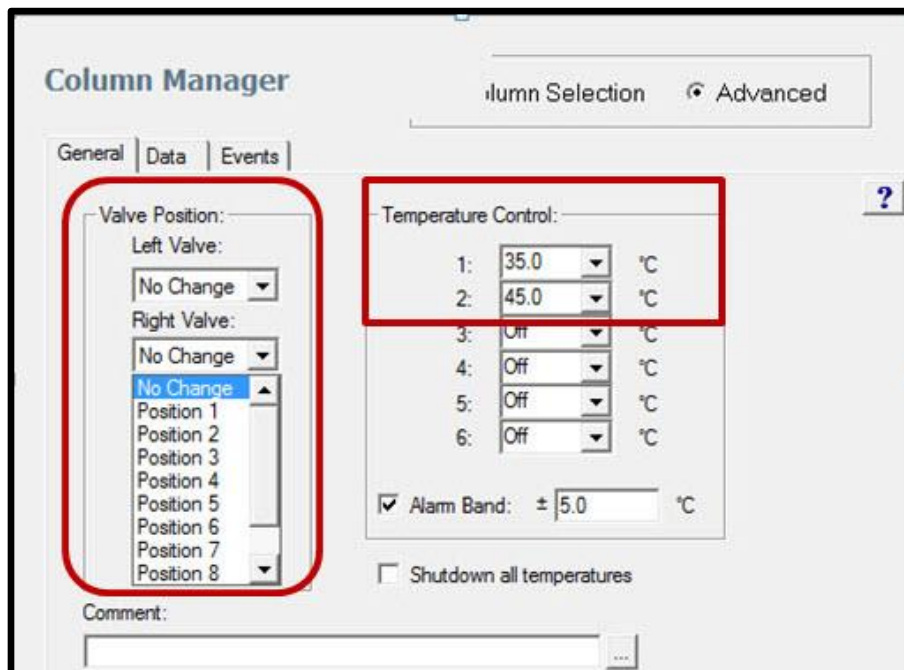 Column Manager
lumn Selection Advanced
General Data Events
?
Valve Position:
Left Valve:
No Change
Right Valve:
No Change
No Change
Position 1
Position 2
Position 3
Position 4
Position 5
Position 6
Position 7
Position 8
Temperature Control:
1: 35.0 °C
2: 45.0 °C
3: Off °C
4: Off °C
5: Off °C
6: Off °C
Alarm Band: ± 5.0 °C
Shutdown all temperatures
Comment:
...